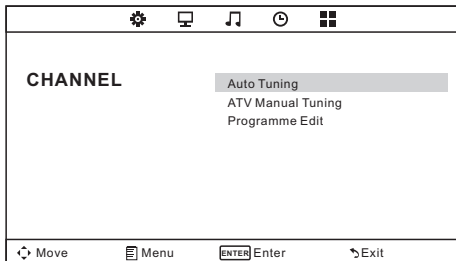 CHANNEL
Auto Tuning
ATV Manual Tuning
Programme Edit
Move Menu ENTER Enter Exit